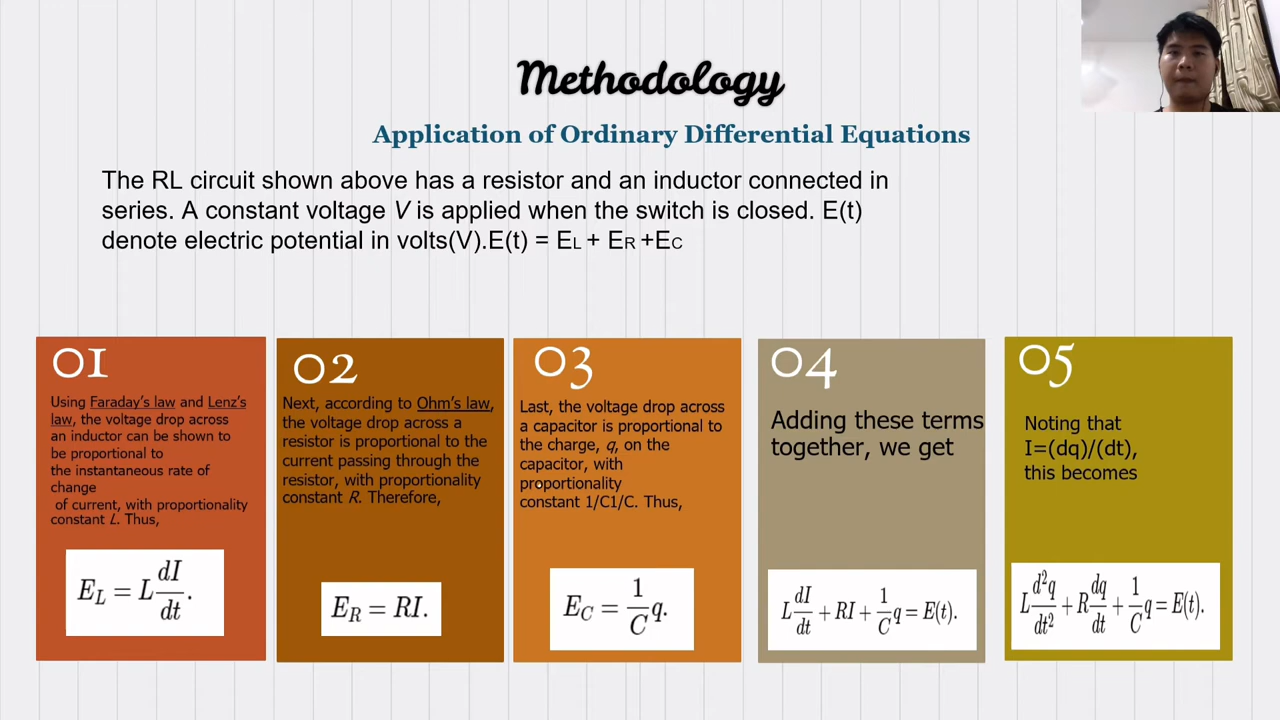 Methodology
Application of Ordinary Differential Equations
The RL circuit shown above has a resistor and an inductor connected in
series. A constant voltage V is applied when the switch is closed. E(t)
denote electric potential in volts(V).E(t) = EL + ER +EC
01
Using Faraday's law and Lenz's
law, the voltage drop across
an inductor can be shown to
be proportional to
the instantaneous rate of
change
of current, with proportionality
constant L. Thus,
E_L = L dI/dt.
02
Next, according to Ohm's law,
the voltage drop across a
resistor is proportional to the
current passing through the
resistor, with proportionality
constant R. Therefore,
E_R = RI.
03
Last, the voltage drop across
a capacitor is proportional to
the charge, q, on the
capacitor, with
proportionality
constant 1/C1/C. Thus,
E_C = 1/C q.
04
Adding these terms
together, we get
L dI/dt + RI + 1/C q = E(t).
05
Noting that
I=(dq)/(dt),
this becomes
L d²q/dt² + R dq/dt + 1/C q = E(t).